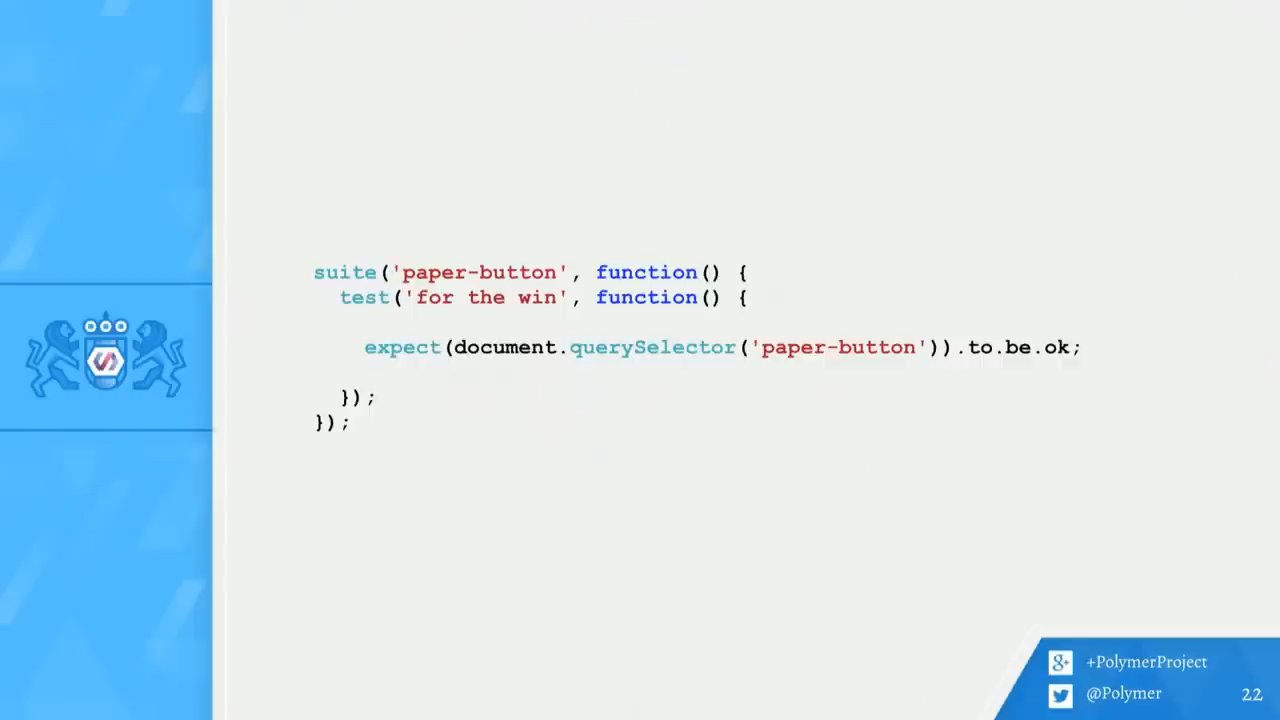 suite('paper-button', function() {
  test('for the win', function() {
    expect(document.querySelector('paper-button')).to.be.ok;
  });
});
+PolymerProject
@Polymer
22